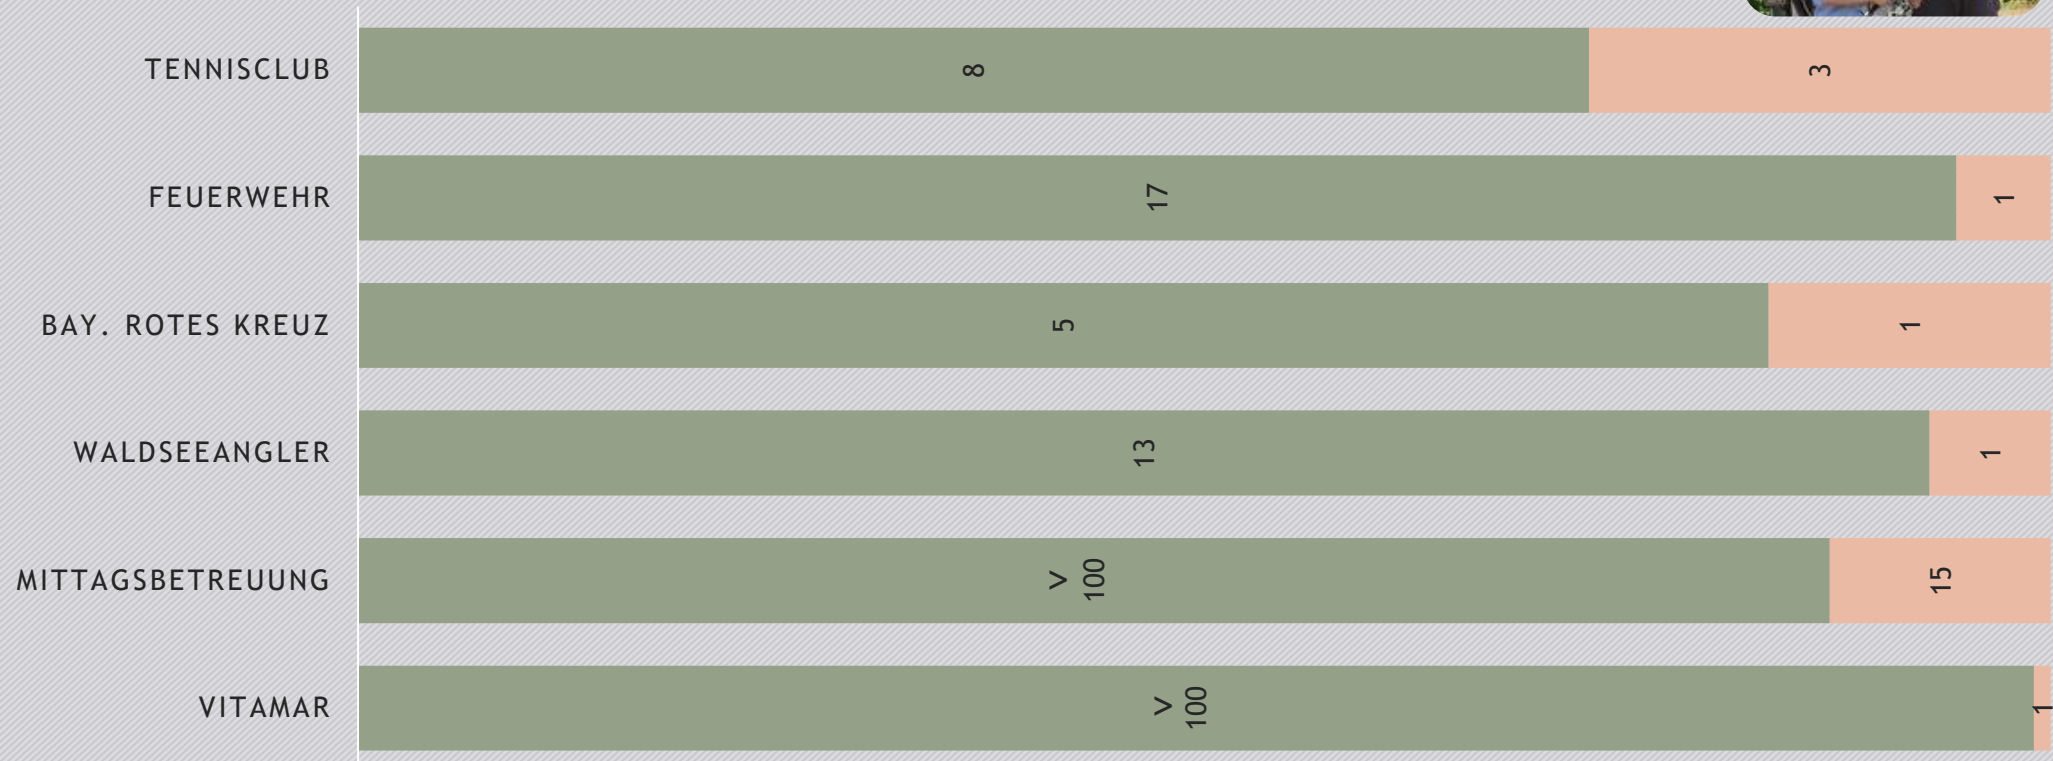 TENNISCLUB
8
3
FEUERWEHR
17
1
BAY. ROTES KREUZ
5
1
WALDSEEANGLER
13
1
MITTAGSBETREUUNG
>
100
15
VITAMAR
>
100
1